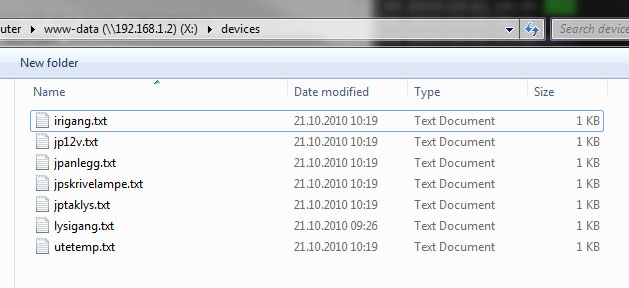 uter ▸ www-data (\\192.168.1.2) (X:) ▸ devices Search device
New folder
Name Date modified Type Size
irigang.txt 21.10.2010 10:19 Text Document 1 KB
jp12v.txt 21.10.2010 10:19 Text Document 1 KB
jpanlegg.txt 21.10.2010 10:19 Text Document 1 KB
jpskrivelampe.txt 21.10.2010 10:19 Text Document 1 KB
jptaklys.txt 21.10.2010 10:19 Text Document 1 KB
lysigang.txt 21.10.2010 09:26 Text Document 1 KB
utetemp.txt 21.10.2010 10:19 Text Document 1 KB